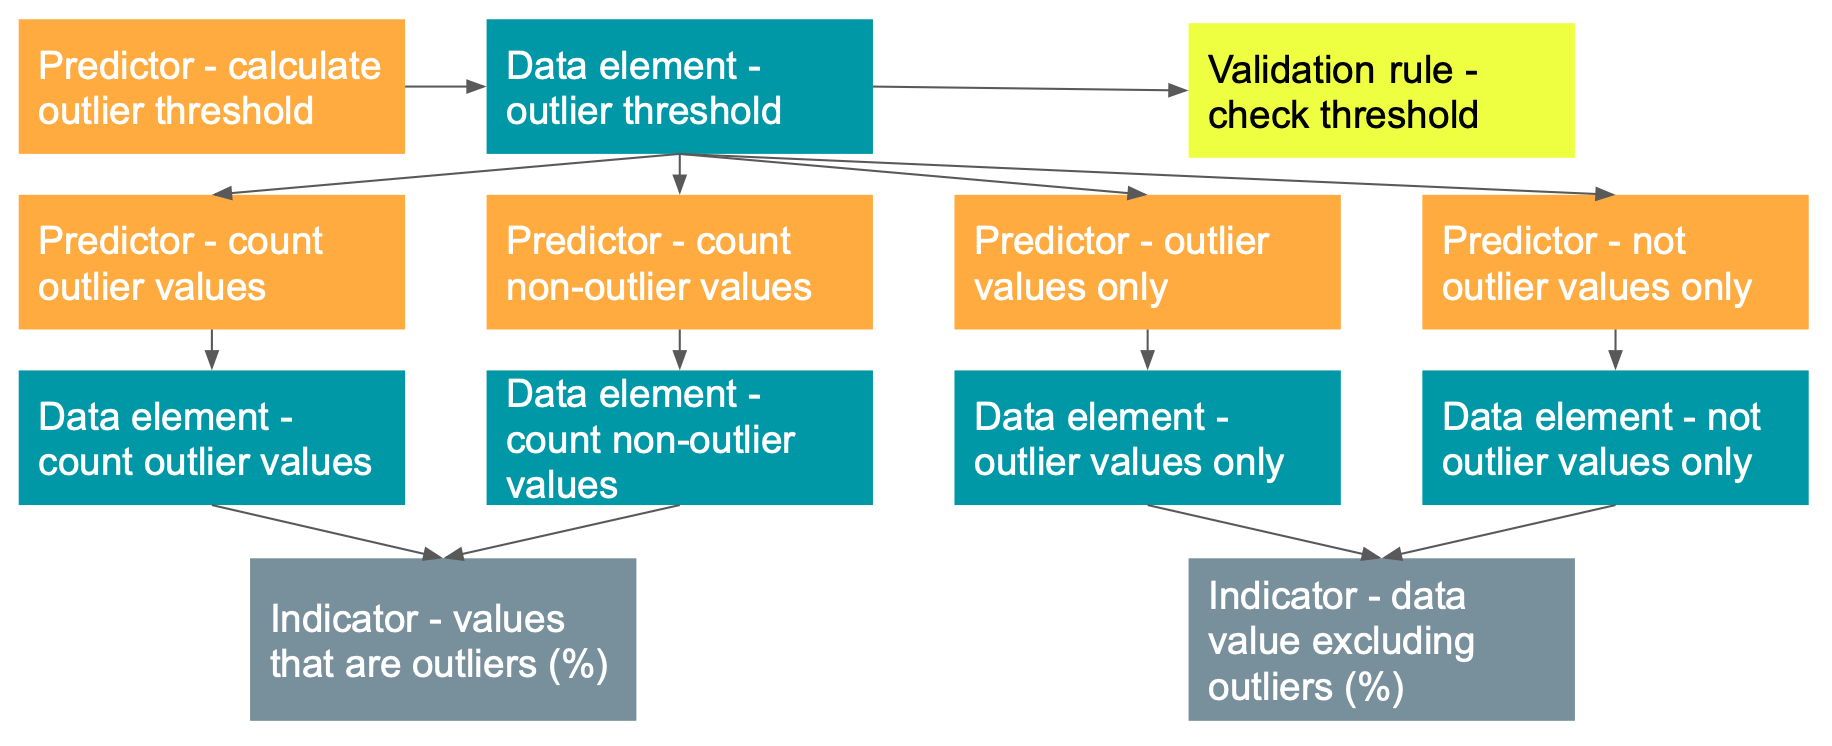 Predictor - calculate
outlier threshold
Data element -
outlier threshold
Validation rule -
check threshold
Predictor - count
outlier values
Predictor - count
non-outlier values
Predictor - outlier
values only
Predictor - not
outlier values only
Data element -
count outlier values
Data element -
count non-outlier
values
Data element -
outlier values only
Data element - not
outlier values only
Indicator - values
that are outliers (%)
Indicator - data
value excluding
outliers (%)